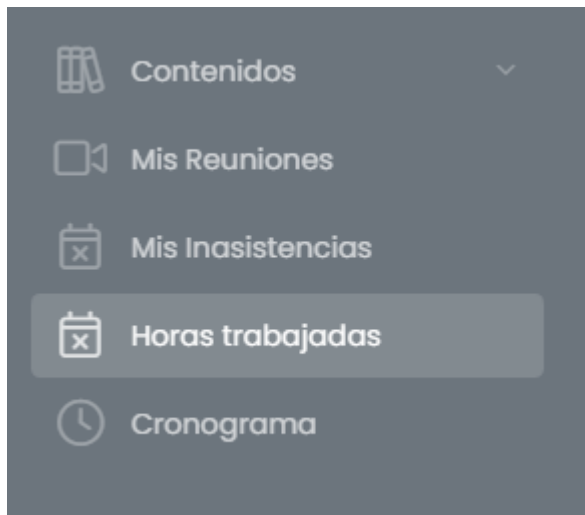 Contenidos
Mis Reuniones
Mis Inasistencias
Horas trabajadas
Cronograma